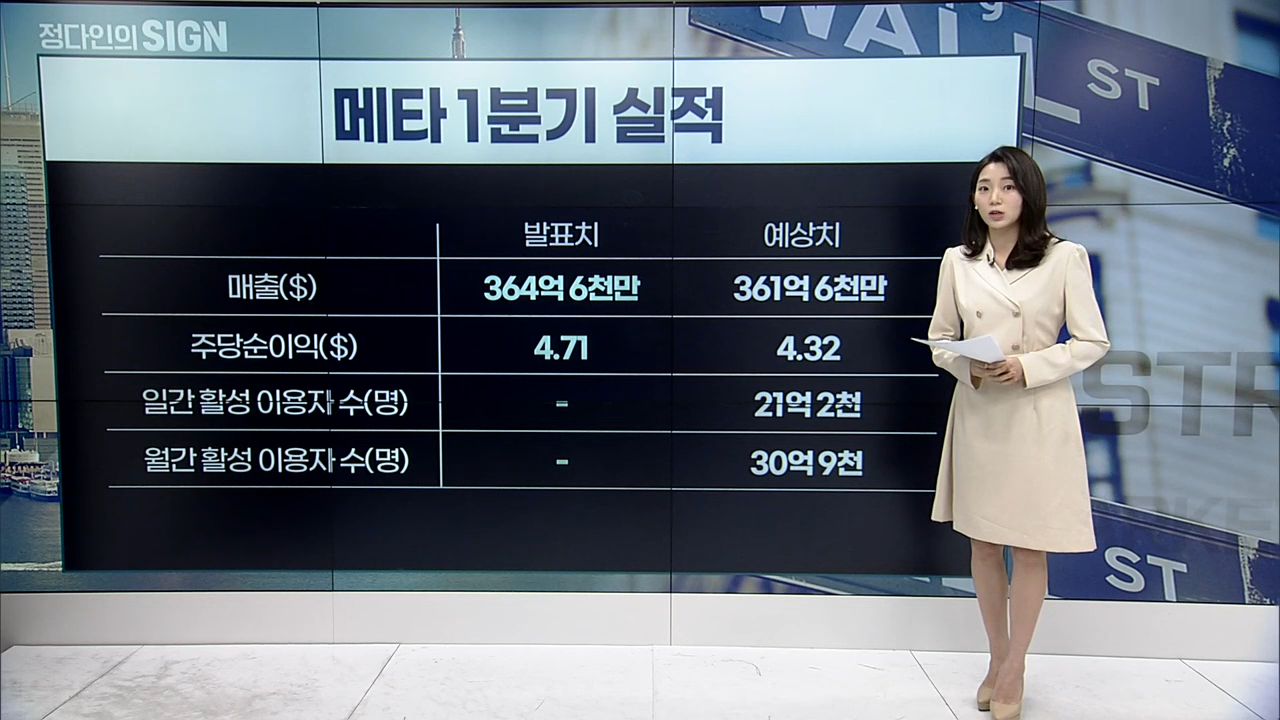 정다인의 SIGN
WALL ST
메타 1분기 실적
발표치 예상치
매출($) 364억 6천만 361억 6천만
주당순이익($) 4.71 4.32
일간 활성 이용자 수(명) - 21억 2천
월간 활성 이용자 수(명) - 30억 9천
STR
ST